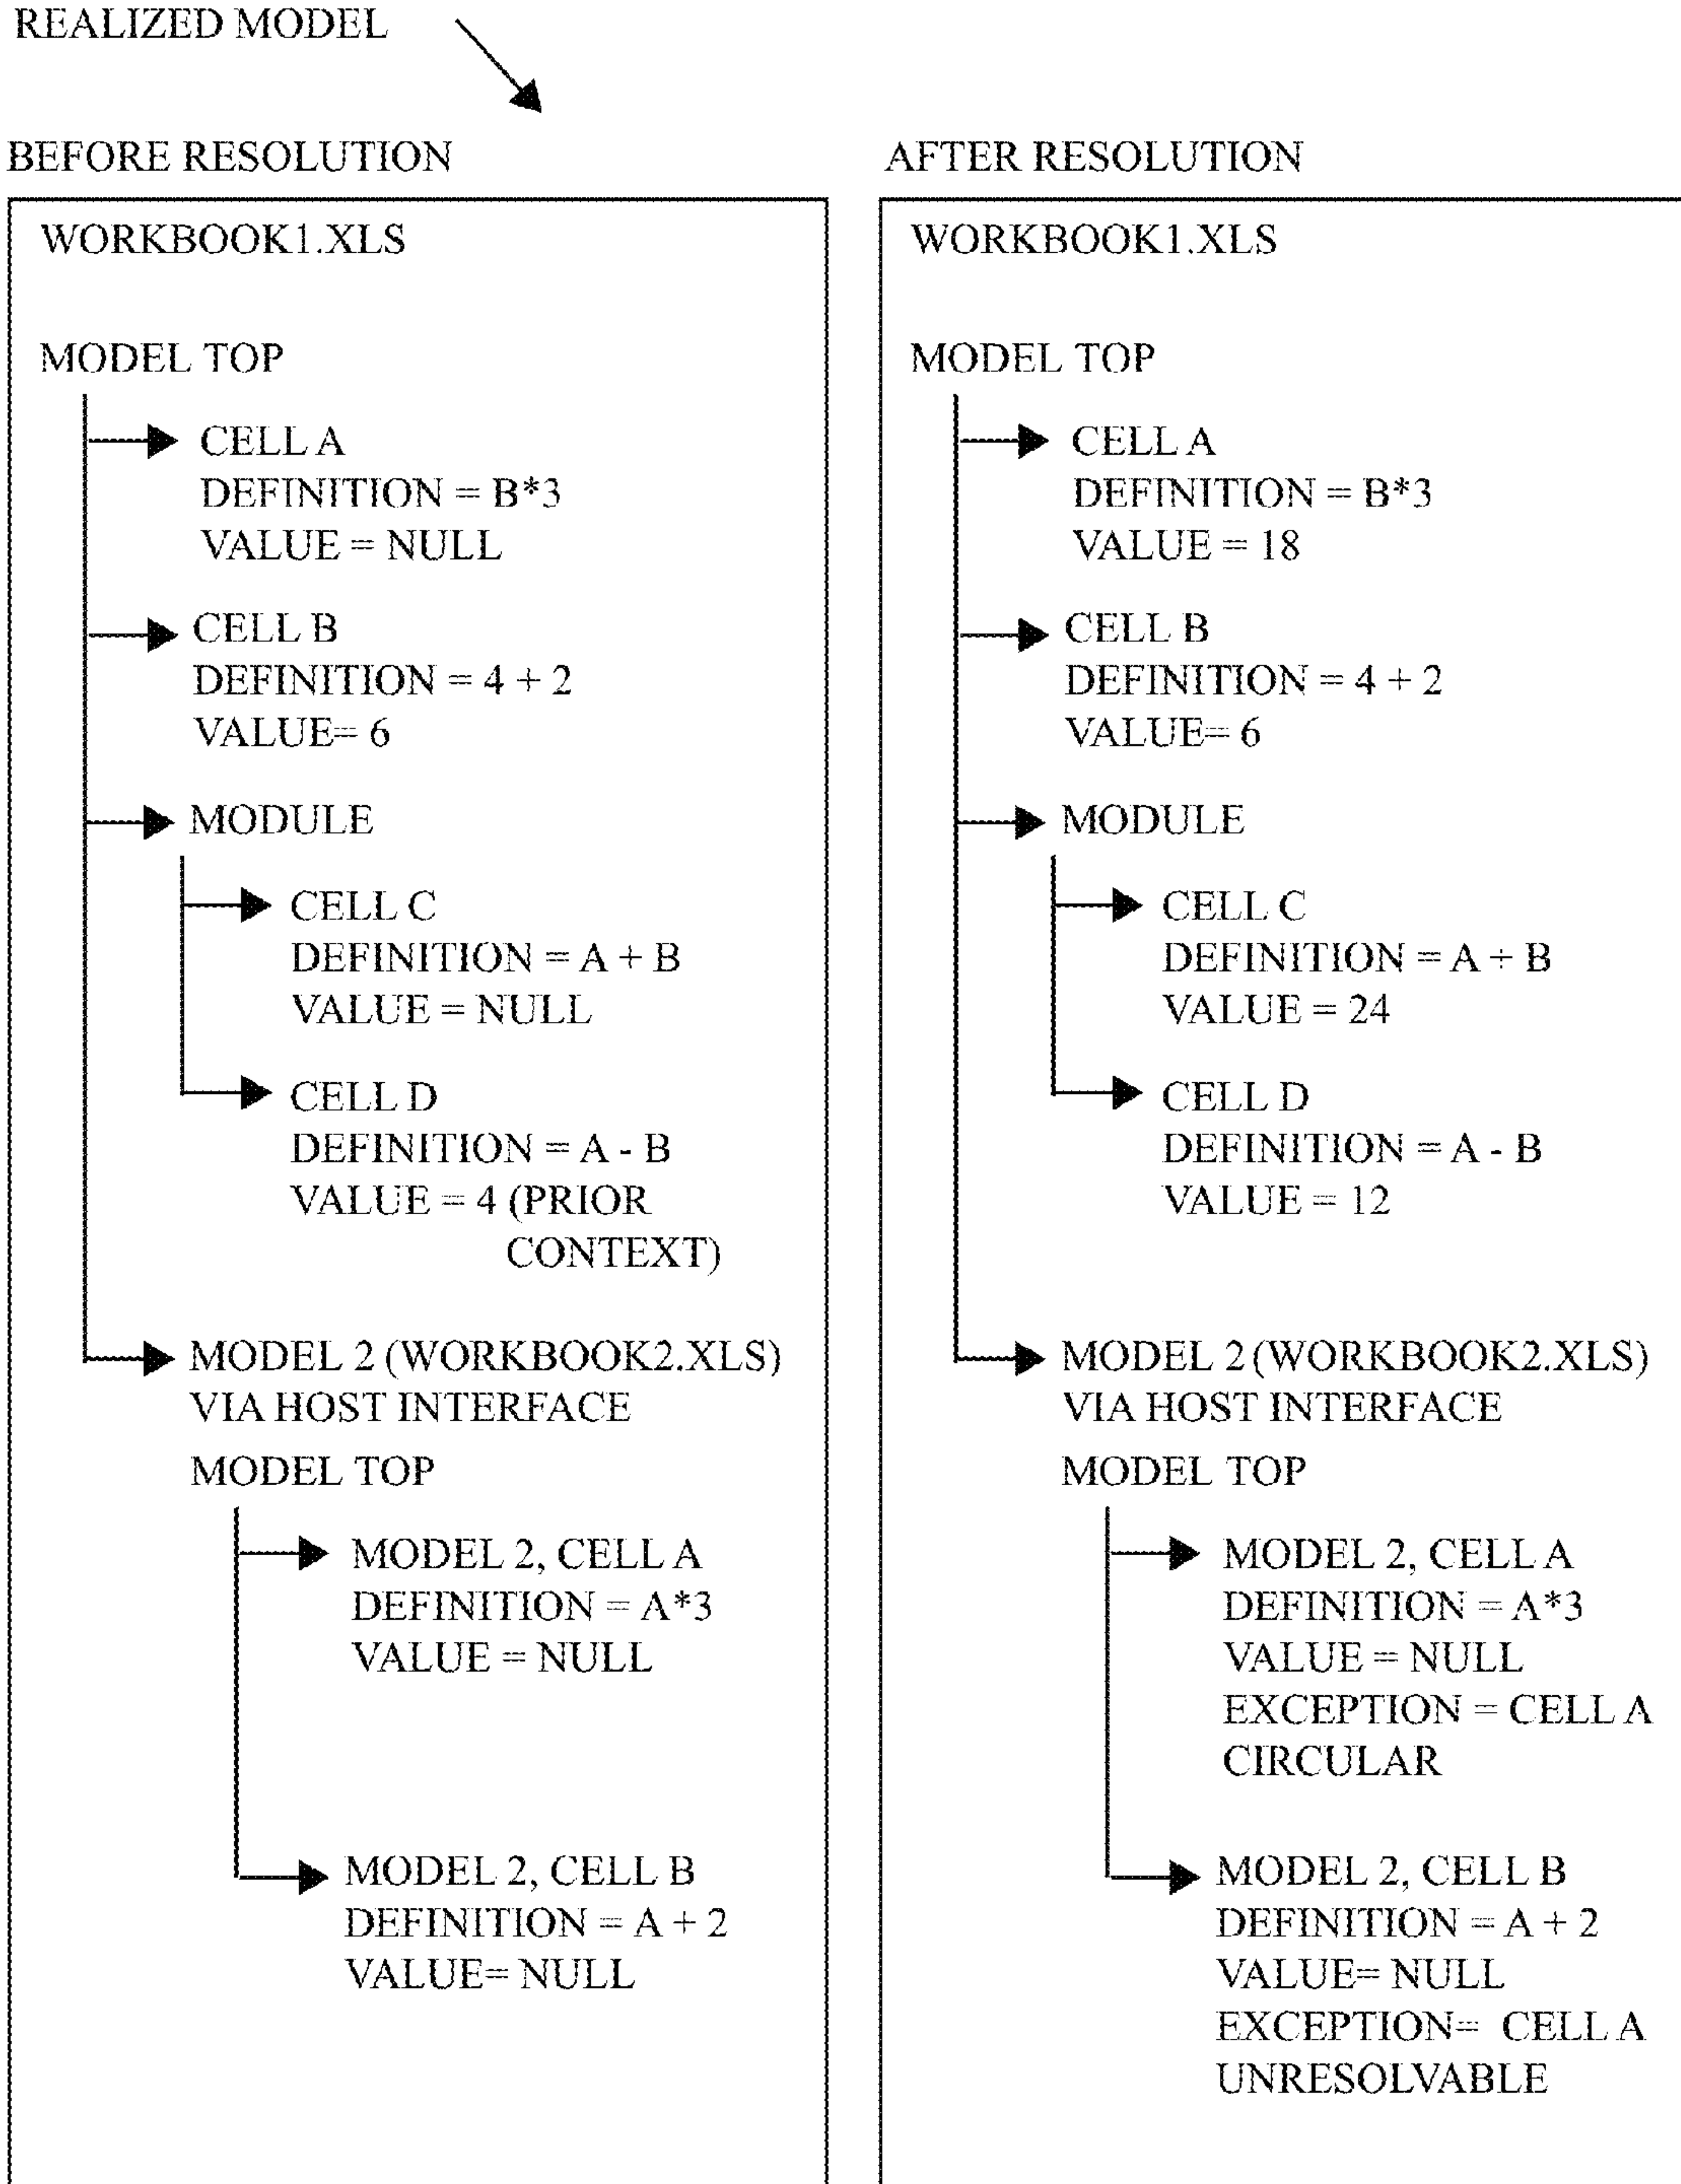 REALIZED MODEL
BEFORE RESOLUTION
WORKBOOK1.XLS
MODEL TOP
CELL A
DEFINITION = B*3
VALUE = NULL
CELL B
DEFINITION = 4 + 2
VALUE= 6
MODULE
CELL C
DEFINITION = A + B
VALUE = NULL
CELL D
DEFINITION = A - B
VALUE = 4 (PRIOR
CONTEXT)
MODEL 2 (WORKBOOK2.XLS)
VIA HOST INTERFACE
MODEL TOP
MODEL 2, CELL A
DEFINITION = A*3
VALUE = NULL
MODEL 2, CELL B
DEFINITION = A + 2
VALUE= NULL
AFTER RESOLUTION
WORKBOOK1.XLS
MODEL TOP
CELL A
DEFINITION = B*3
VALUE = 18
CELL B
DEFINITION = 4 + 2
VALUE= 6
MODULE
CELL C
DEFINITION = A + B
VALUE = 24
CELL D
DEFINITION = A - B
VALUE = 12
MODEL 2 (WORKBOOK2.XLS)
VIA HOST INTERFACE
MODEL TOP
MODEL 2, CELL A
DEFINITION = A*3
VALUE = NULL
EXCEPTION = CELL A
CIRCULAR
MODEL 2, CELL B
DEFINITION = A + 2
VALUE= NULL
EXCEPTION= CELL A
UNRESOLVABLE